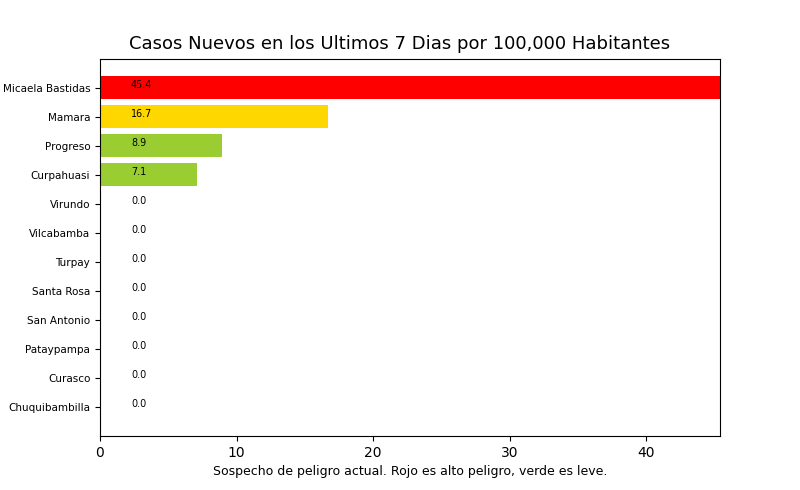 Casos Nuevos en los Ultimos 7 Dias por 100,000 Habitantes
Micaela Bastidas 45.4
Mamara 16.7
Progreso 8.9
Curpahuasi 7.1
Virundo 0.0
Vilcabamba 0.0
Turpay 0.0
Santa Rosa 0.0
San Antonio 0.0
Pataypampa 0.0
Curasco 0.0
Chuquibambilla 0.0
0 10 20 30 40
Sospecho de peligro actual. Rojo es alto peligro, verde es leve.